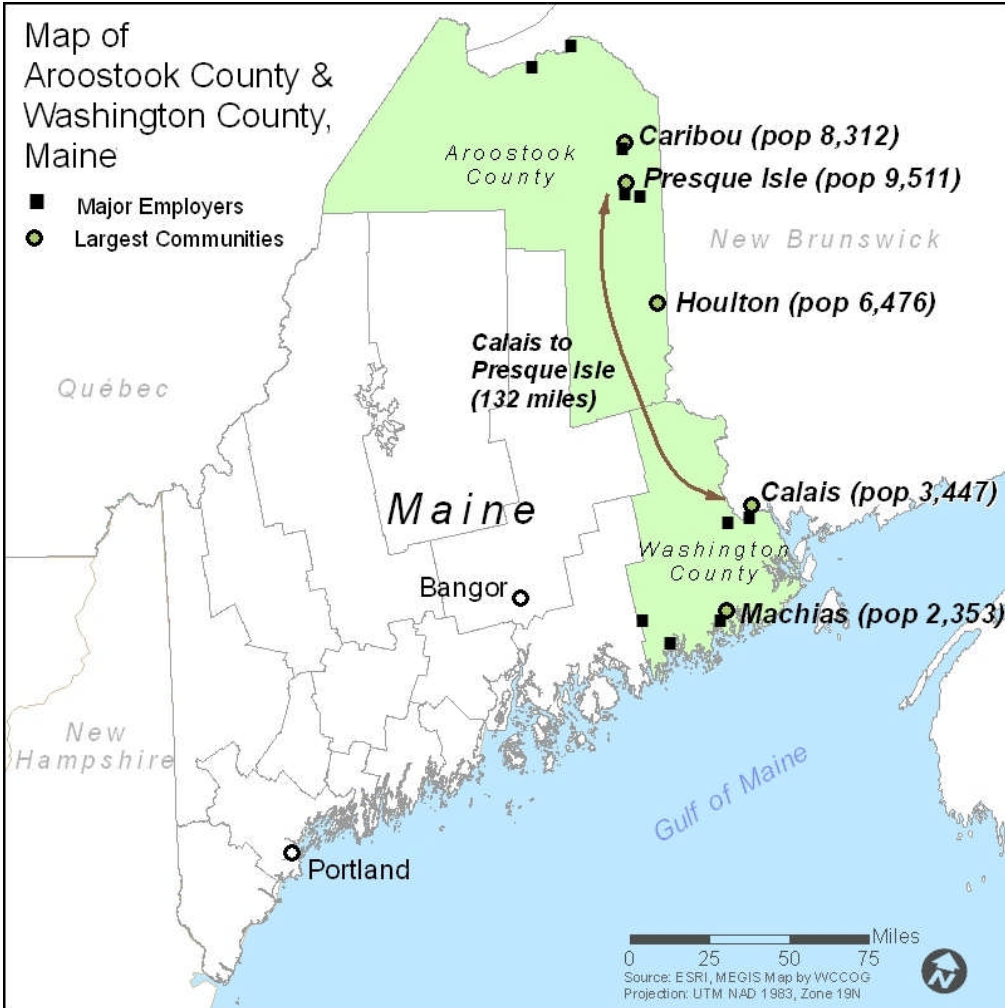 Map of
Aroostook County &
Washington County,
Maine
Major Employers
Largest Communities
Aroostook
County
Caribou (pop 8,312)
Presque Isle (pop 9,511)
New Brunswick
Houlton (pop 6,476)
Calais to
Presque Isle
(132 miles)
Québec
Maine
Calais (pop 3,447)
Washington
County
Bangor
Machias (pop 2,353)
New
Hampshire
Gulf of Maine
Portland
Miles
0 25 50 75
Source: ESRI, MEGIS Map by WCCOG
Projection: UTM NAD 1983, Zone 19N
N